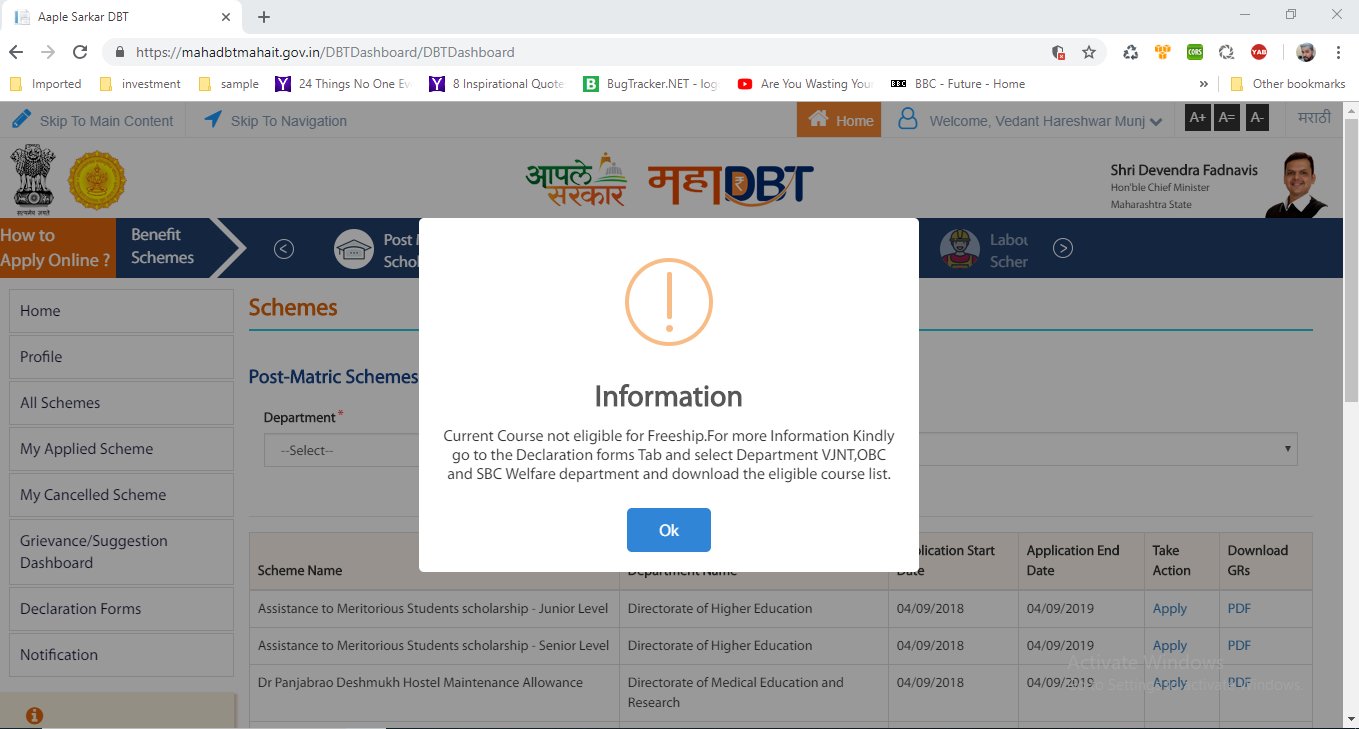 Aaple Sarkar DBT
https://mahadbtmahait.gov.in/DBTDashboard/DBTDashboard
CORS
YAB
Imported investment sample 24 Things No One Ev 8 Inspirational Quote BugTracker.NET - log Are You Wasting You BBC - Future - Home » Other bookmarks
Skip To Main Content Skip To Navigation Home Welcome, Vedant Hareshwar Munj A+ A= A- मराठी
सत्यमेव जयते
आपले सरकार महाDBT
Shri Devendra Fadnavis
Hon'ble Chief Minister
Maharashtra State
How to Apply Online ?
Benefit Schemes
Post
Schol
Labou
Scher
Home
Profile
All Schemes
My Applied Scheme
My Cancelled Scheme
Grievance/Suggestion
Dashboard
Declaration Forms
Notification
Schemes
Post-Matric Schemes
Department*
--Select--
Information
Current Course not eligible for Freeship.For more Information Kindly
go to the Declaration forms Tab and select Department VJNT,OBC
and SBC Welfare department and download the eligible course list.
Ok
Scheme Name Department Name Application Start Date Application End Date Take Action Download GRs
Assistance to Meritorious Students scholarship - Junior Level Directorate of Higher Education 04/09/2018 04/09/2019 Apply PDF
Assistance to Meritorious Students scholarship - Senior Level Directorate of Higher Education 04/09/2018 04/09/2019 Apply PDF
Dr Panjabrao Deshmukh Hostel Maintenance Allowance Directorate of Medical Education and Research 04/09/2018 04/09/2019 Apply PDF
Activate Windows
Go to Settings to activate Windows.